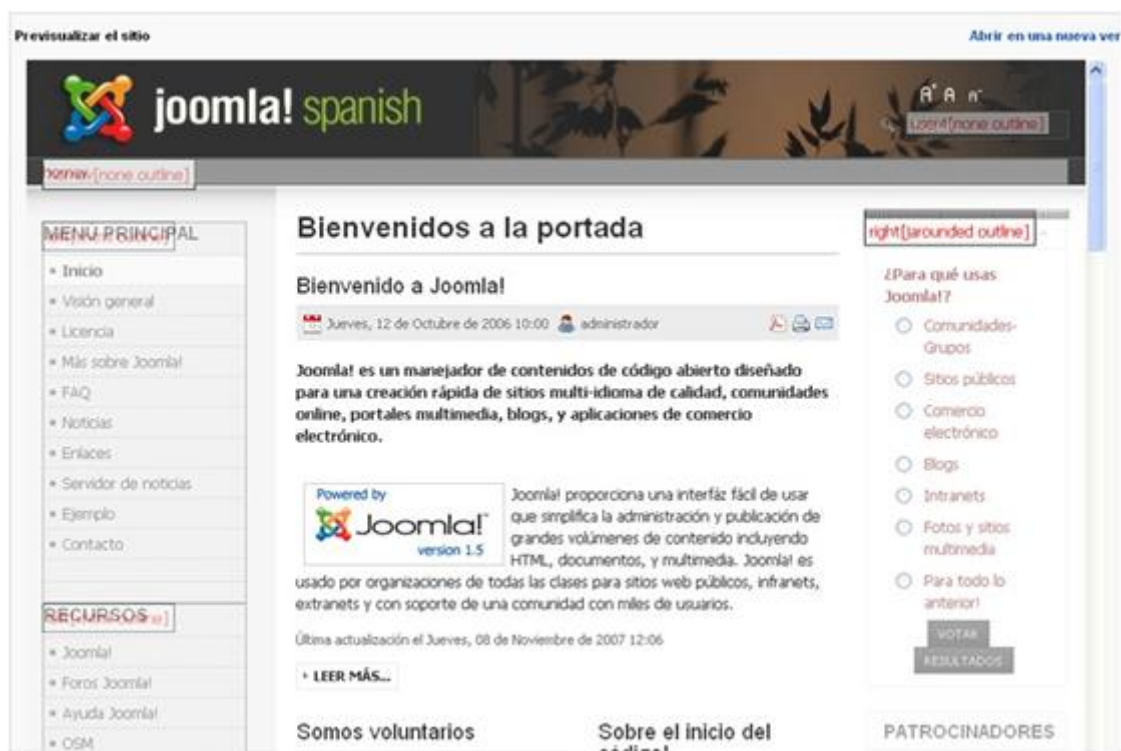 Previsualizar el sitio
Abrir en una nueva ver
joomla! spanish
A+ A A-
user4[none outline]
[none outline]
MENU PRINCIPAL
Inicio
Visión general
Licencia
Más sobre Joomla!
FAQ
Noticias
Enlaces
Servidor de noticias
Ejemplo
Contacto
RECURSOS
Joomla!
Foros Joomla!
Ayuda Joomla!
OSM
Bienvenidos a la portada
Bienvenido a Joomla!
Jueves, 12 de Octubre de 2006 10:00 administrador
Joomla! es un manejador de contenidos de código abierto diseñado
para una creación rápida de sitios multi-idioma de calidad, comunidades
online, portales multimedia, blogs, y aplicaciones de comercio
electrónico.
Powered by
Joomla!
version 1.5
Joomla! proporciona una interfáz fácil de usar
que simplifica la administración y publicación de
grandes volúmenes de contenido incluyendo
HTML, documentos, y multimedia. Joomla! es
usado por organizaciones de todas las clases para sitios web públicos, infranets,
extranets y con soporte de una comunidad con miles de usuarios.
Última actualización el Jueves, 08 de Noviembre de 2007 12:06
LEER MÁS...
Somos voluntarios
Sobre el inicio del
código!
right[jarounded outline]
¿Para qué usas
Joomla!?
Comunidades-
Grupos
Sitios públicos
Comercio
electrónico
Blogs
Intranets
Fotos y sitios
multimedia
Para todo lo
anterior!
VOTAR
RESULTADOS
PATROCINADORES